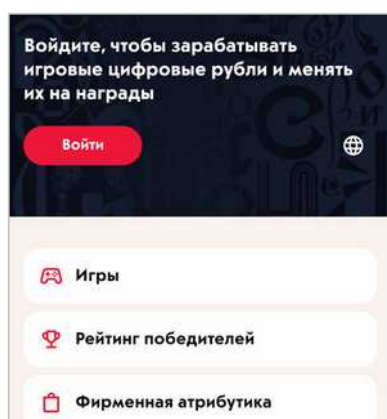 Войдите, чтобы зарабатывать
игровые цифровые рубли и менять
их на награды
Войти
Игры
Рейтинг победителей
Фирменная атрибутика